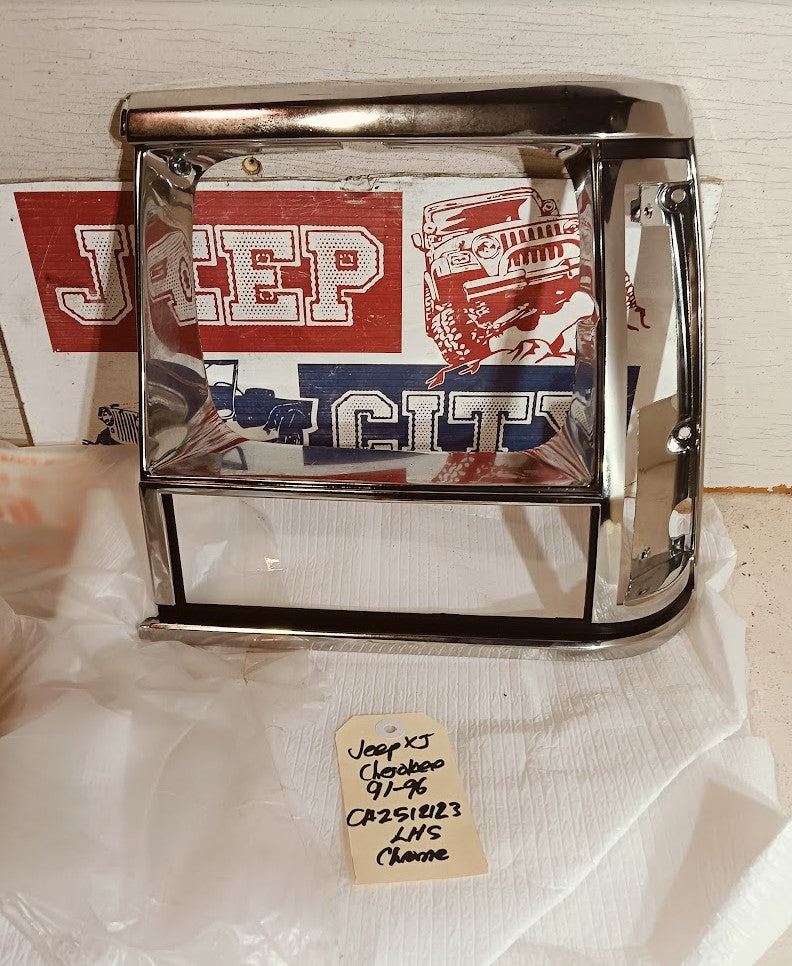 JEEP
CITY
Jeep XJ
Cherokee
91-96
CA2512123
LHS
Chrome